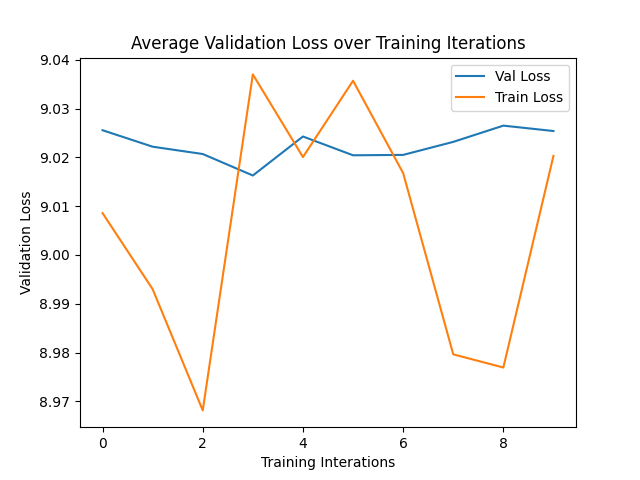 Average Validation Loss over Training Iterations
Val Loss
Train Loss
9.04
9.03
9.02
9.01
9.00
8.99
8.98
8.97
Validation Loss
0
2
4
6
8
Training Interations